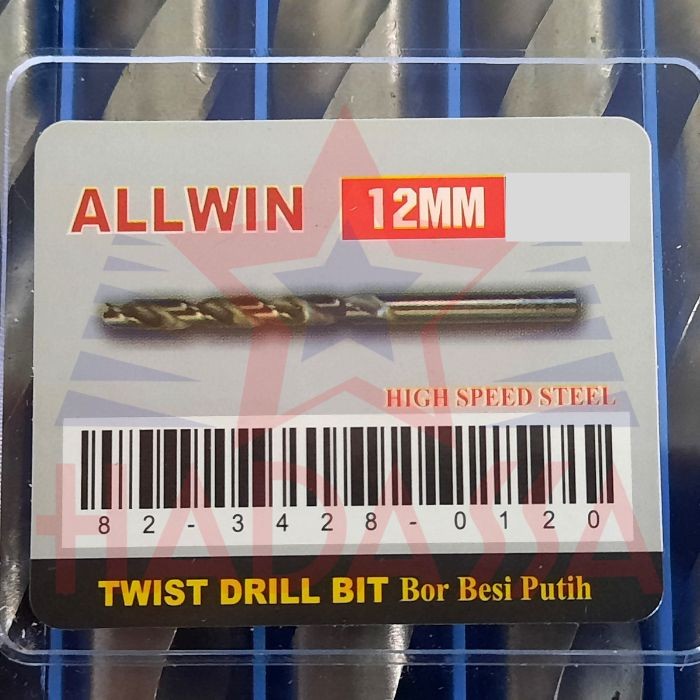 ALLWIN 12MM
HIGH SPEED STEEL
82-3428-0120
HADASSA
TWIST DRILL BIT Bor Besi Putih